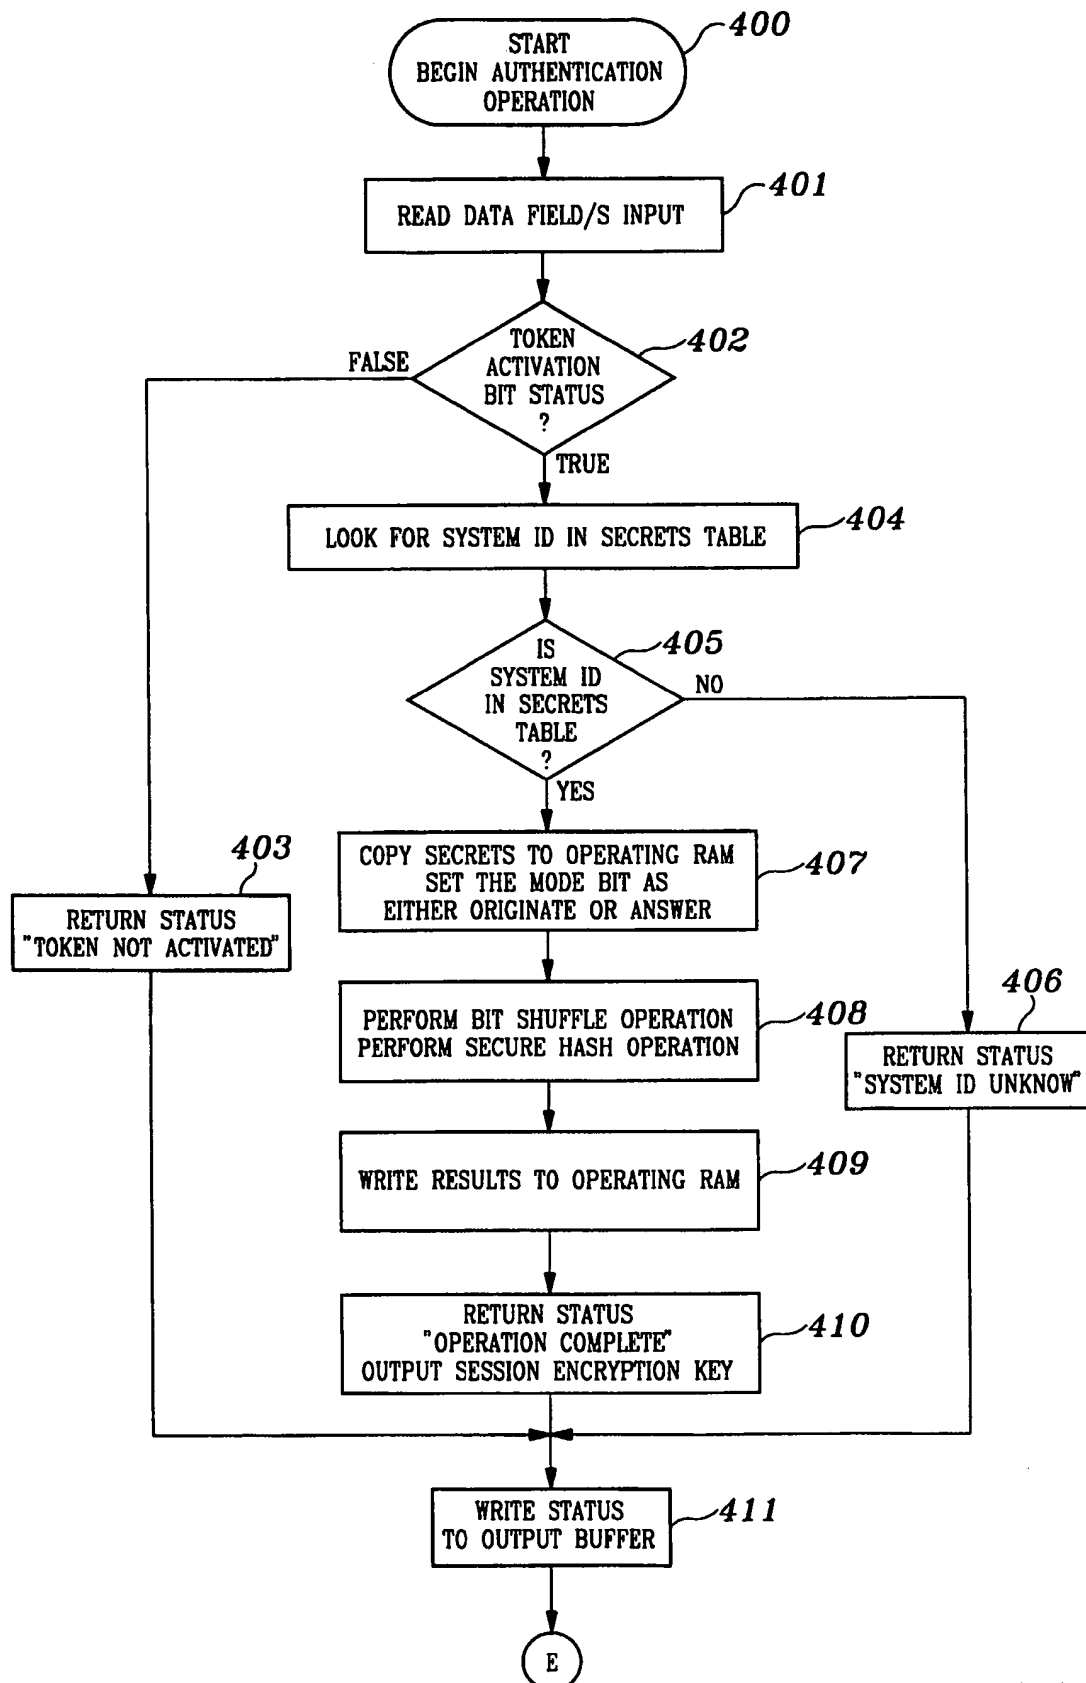 START
BEGIN AUTHENTICATION
OPERATION
400
READ DATA FIELD/S INPUT
401
TOKEN
ACTIVATION
BIT STATUS
?
402
FALSE
TRUE
LOOK FOR SYSTEM ID IN SECRETS TABLE
404
IS
SYSTEM ID
IN SECRETS
TABLE
?
405
NO
YES
403
RETURN STATUS
"TOKEN NOT ACTIVATED"
COPY SECRETS TO OPERATING RAM
SET THE MODE BIT AS
EITHER ORIGINATE OR ANSWER
407
PERFORM BIT SHUFFLE OPERATION
PERFORM SECURE HASH OPERATION
408
406
RETURN STATUS
"SYSTEM ID UNKNOW"
WRITE RESULTS TO OPERATING RAM
409
RETURN STATUS
"OPERATION COMPLETE"
OUTPUT SESSION ENCRYPTION KEY
410
WRITE STATUS
TO OUTPUT BUFFER
411
E